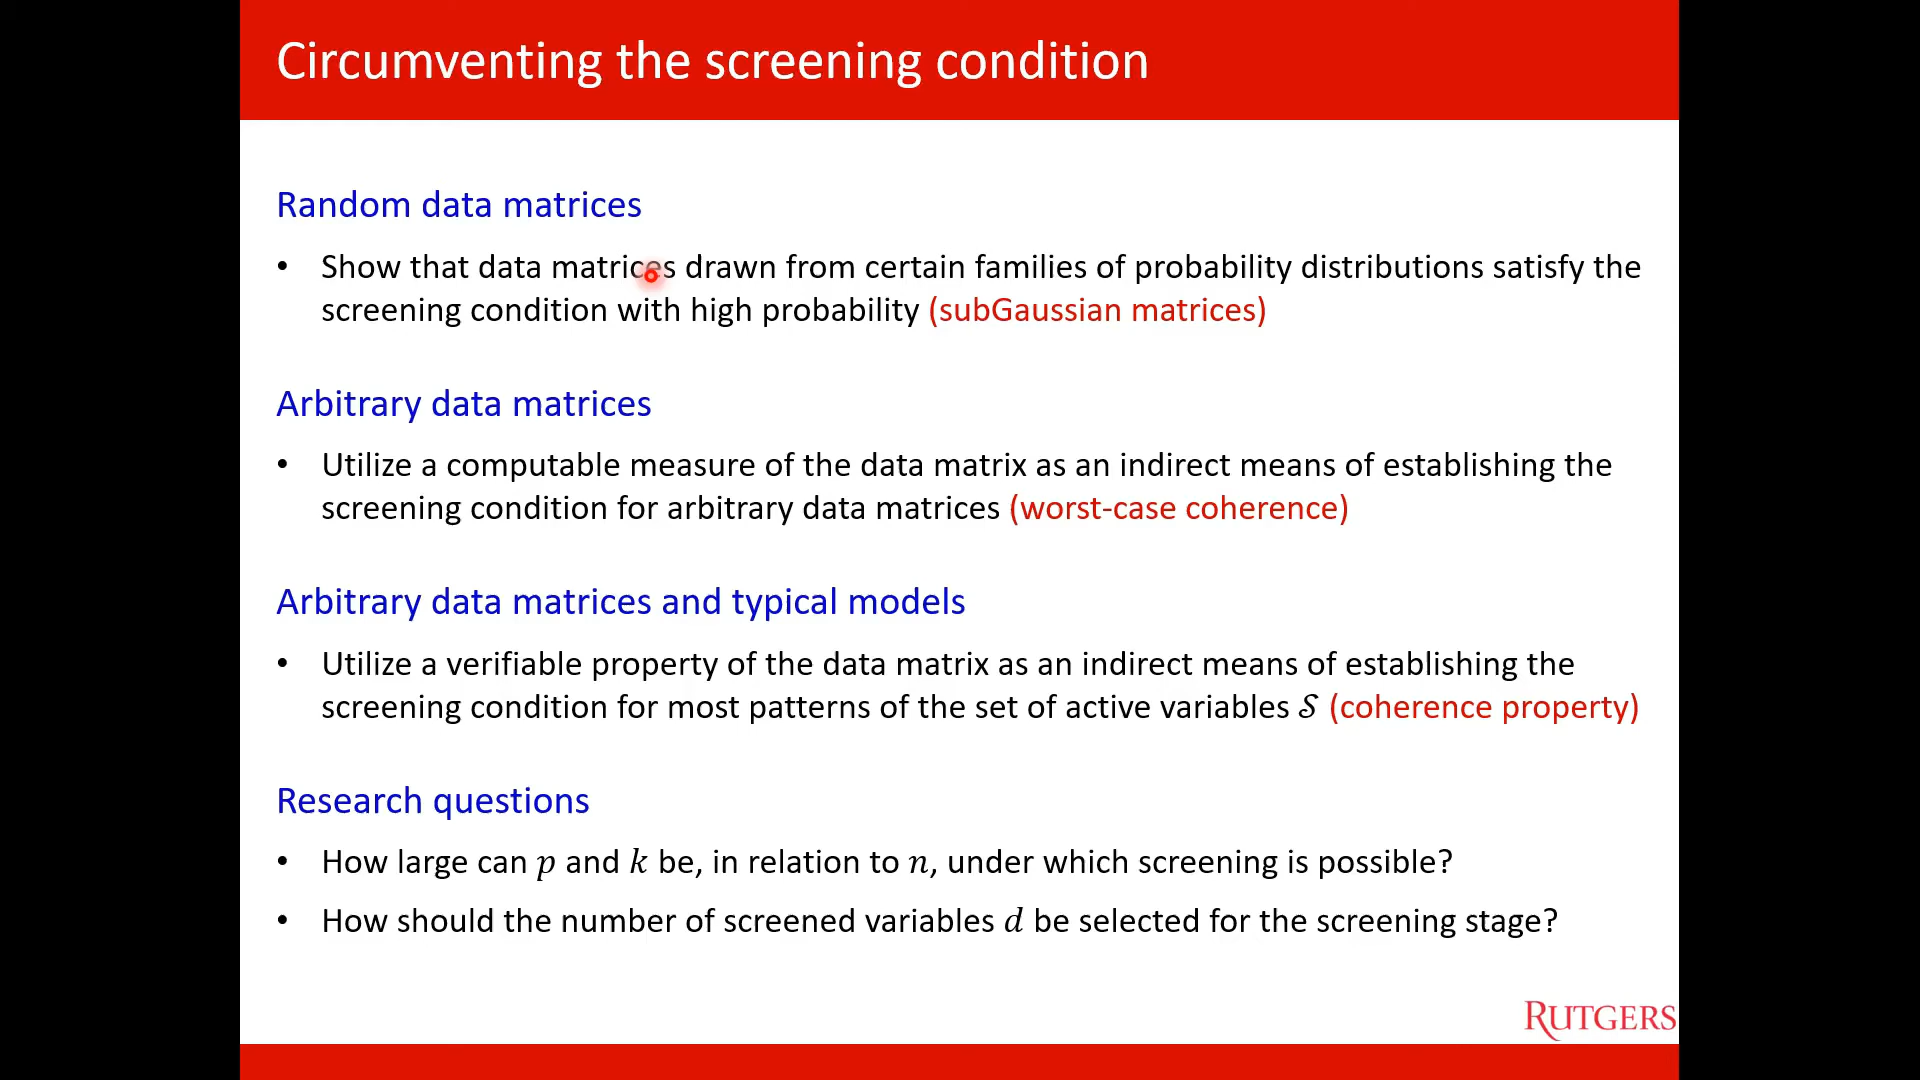 Circumventing the screening condition
Random data matrices
• Show that data matrices drawn from certain families of probability distributions satisfy the
screening condition with high probability (subGaussian matrices)
Arbitrary data matrices
• Utilize a computable measure of the data matrix as an indirect means of establishing the
screening condition for arbitrary data matrices (worst-case coherence)
Arbitrary data matrices and typical models
• Utilize a verifiable property of the data matrix as an indirect means of establishing the
screening condition for most patterns of the set of active variables 𝒮 (coherence property)
Research questions
• How large can p and k be, in relation to n, under which screening is possible?
• How should the number of screened variables d be selected for the screening stage?
RUTGERS